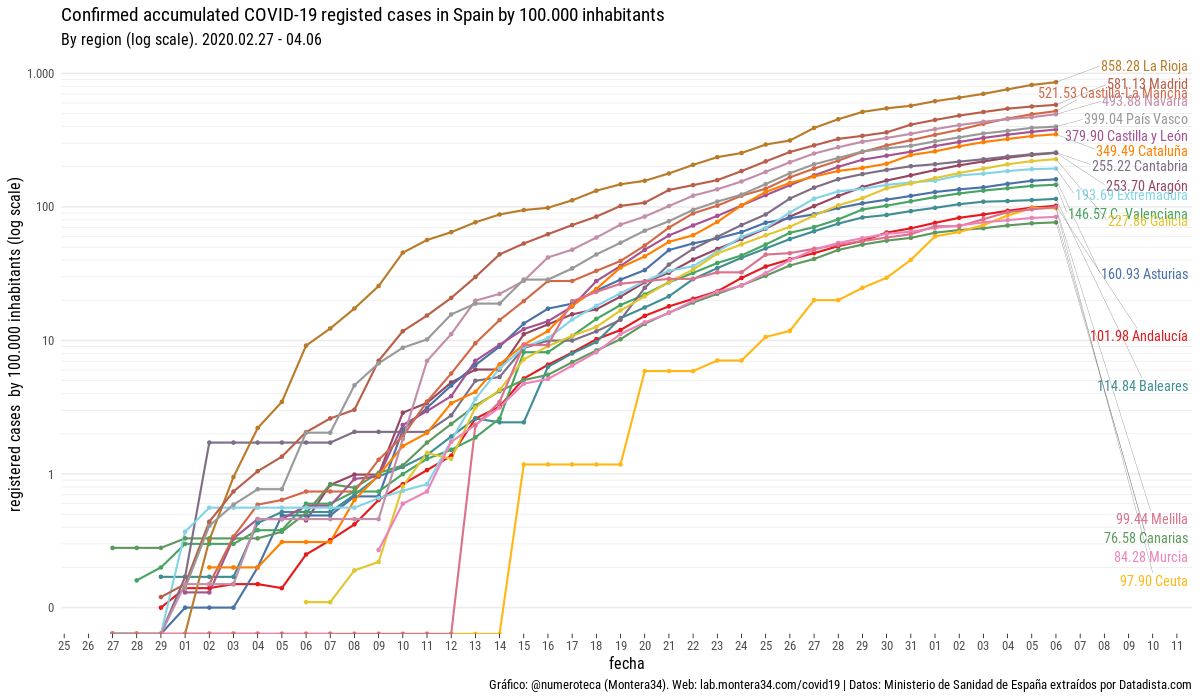 Confirmed accumulated COVID-19 registed cases in Spain by 100.000 inhabitants
By region (log scale). 2020.02.27 - 04.06
registered cases by 100.000 inhabitants (log scale)
1.000
100
10
1
0
858.28 La Rioja
581.13 Madrid
521.53 Castilla-La Mancha
493.88 Navarra
399.04 País Vasco
379.90 Castilla y León
349.49 Cataluña
255.22 Cantabria
253.70 Aragón
193.69 Extremadura
146.57 C. Valenciana
227.86 Galicia
160.93 Asturias
101.98 Andalucía
114.84 Baleares
99.44 Melilla
76.58 Canarias
84.28 Murcia
97.90 Ceuta
25 26 27 28 29 01 02 03 04 05 06 07 08 09 10 11 12 13 14 15 16 17 18 19 20 21 22 23 24 25 26 27 28 29 30 31 01 02 03 04 05 06 07 08 09 10 11
fecha
Gráfico: @numeroteca (Montera34). Web: lab.montera34.com/covid19 | Datos: Ministerio de Sanidad de España extraídos por Datadista.com